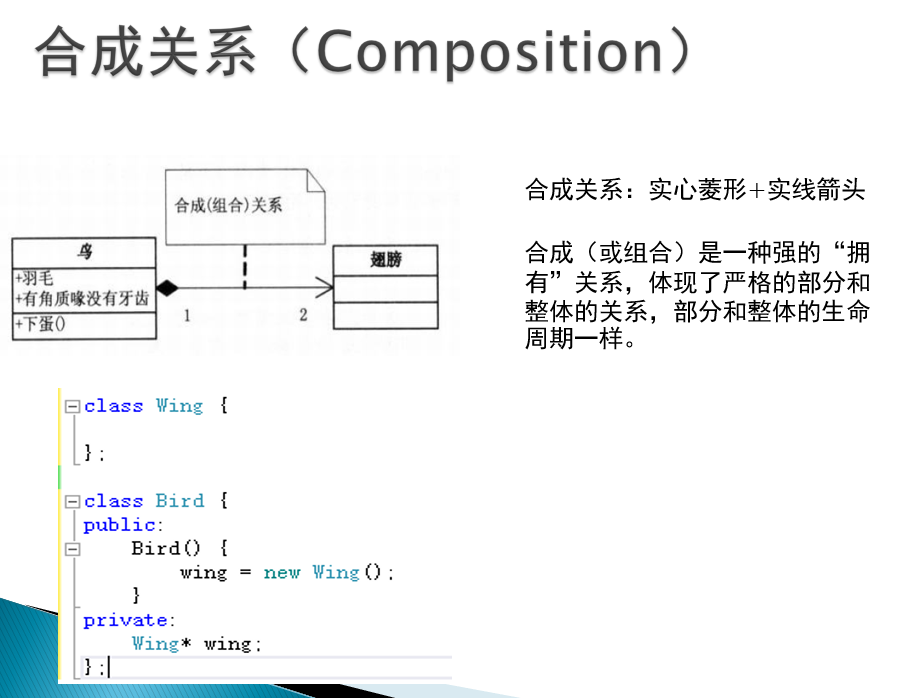 合成关系（Composition）
合成(组合)关系
鸟
+羽毛
+有角质喙没有牙齿
+下蛋()
1
2
翅膀
合成关系：实心菱形+实线箭头
合成（或组合）是一种强的“拥
有”关系，体现了严格的部分和
整体的关系，部分和整体的生命
周期一样。
class Wing {
};
class Bird {
public:
Bird() {
wing = new Wing();
}
private:
Wing* wing;
};